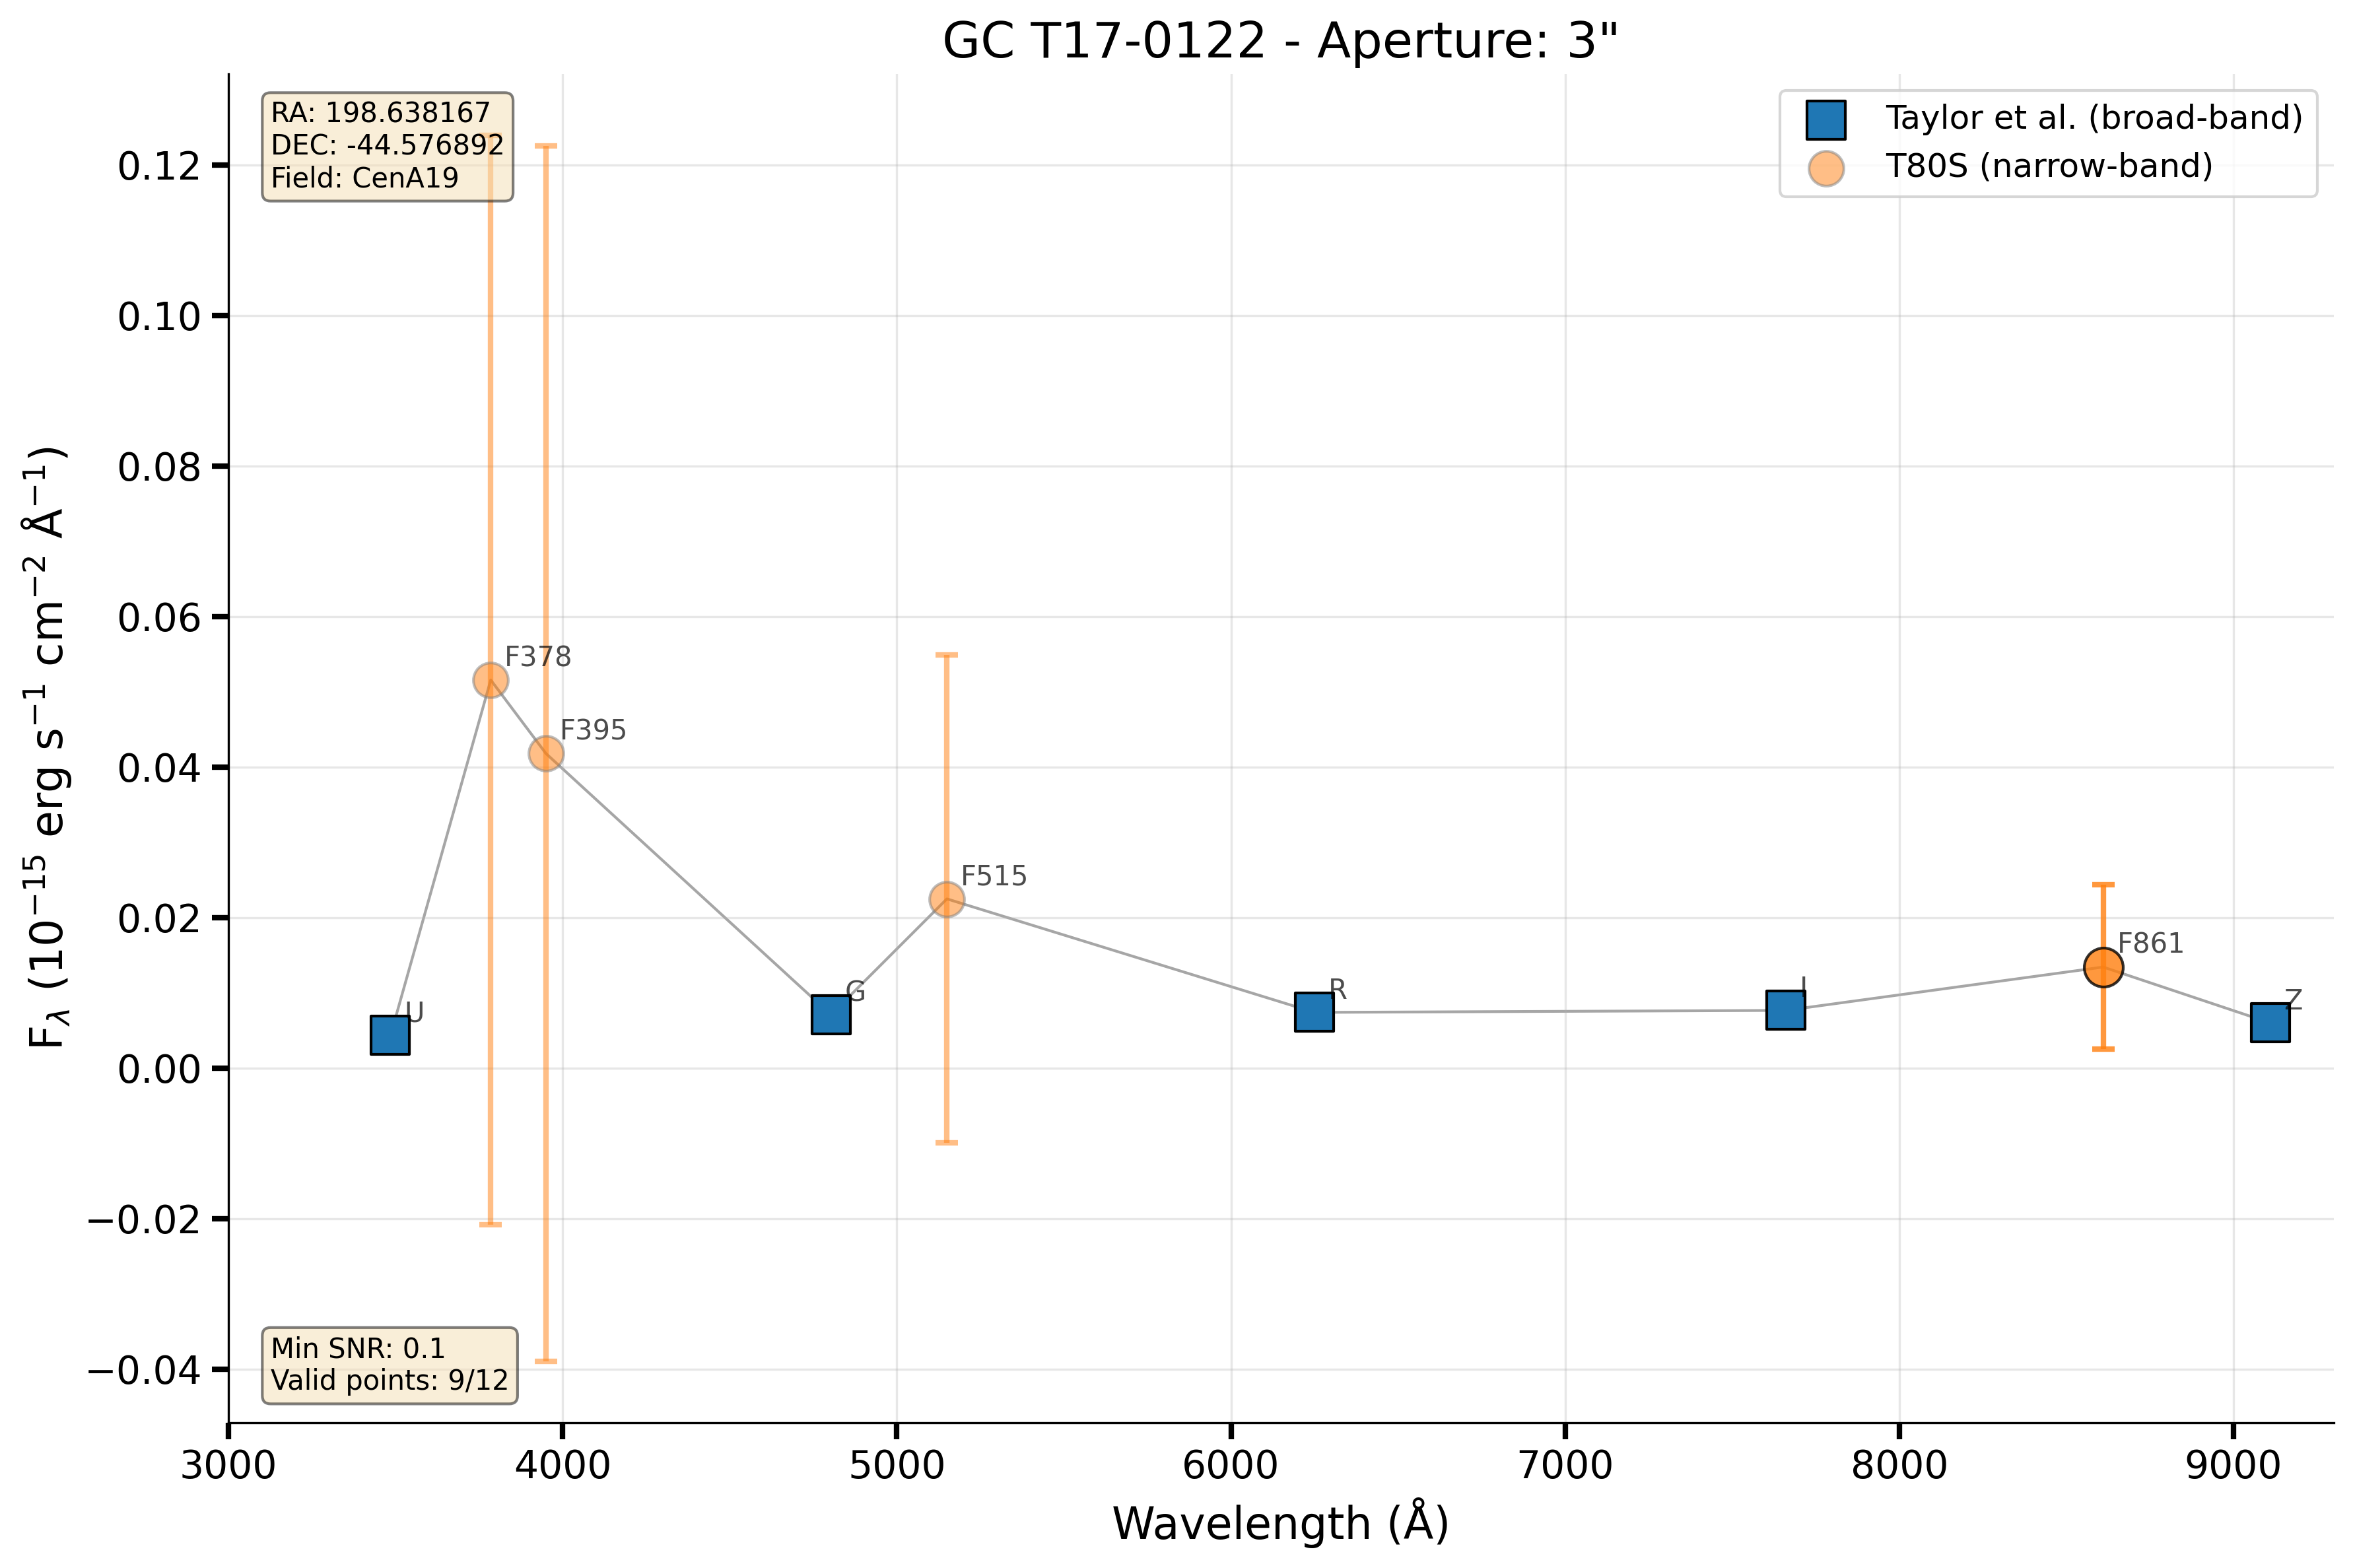 GC T17-0122 - Aperture: 3"
RA: 198.638167
DEC: -44.576892
Field: CenA19
Taylor et al. (broad-band)
T80S (narrow-band)
F_λ (10⁻¹⁵ erg s⁻¹ cm⁻² Å⁻¹)
0.12
0.10
0.08
0.06
0.04
0.02
0.00
−0.02
−0.04
U
F378
F395
G
F515
R
I
F861
Z
Min SNR: 0.1
Valid points: 9/12
3000 4000 5000 6000 7000 8000 9000
Wavelength (Å)